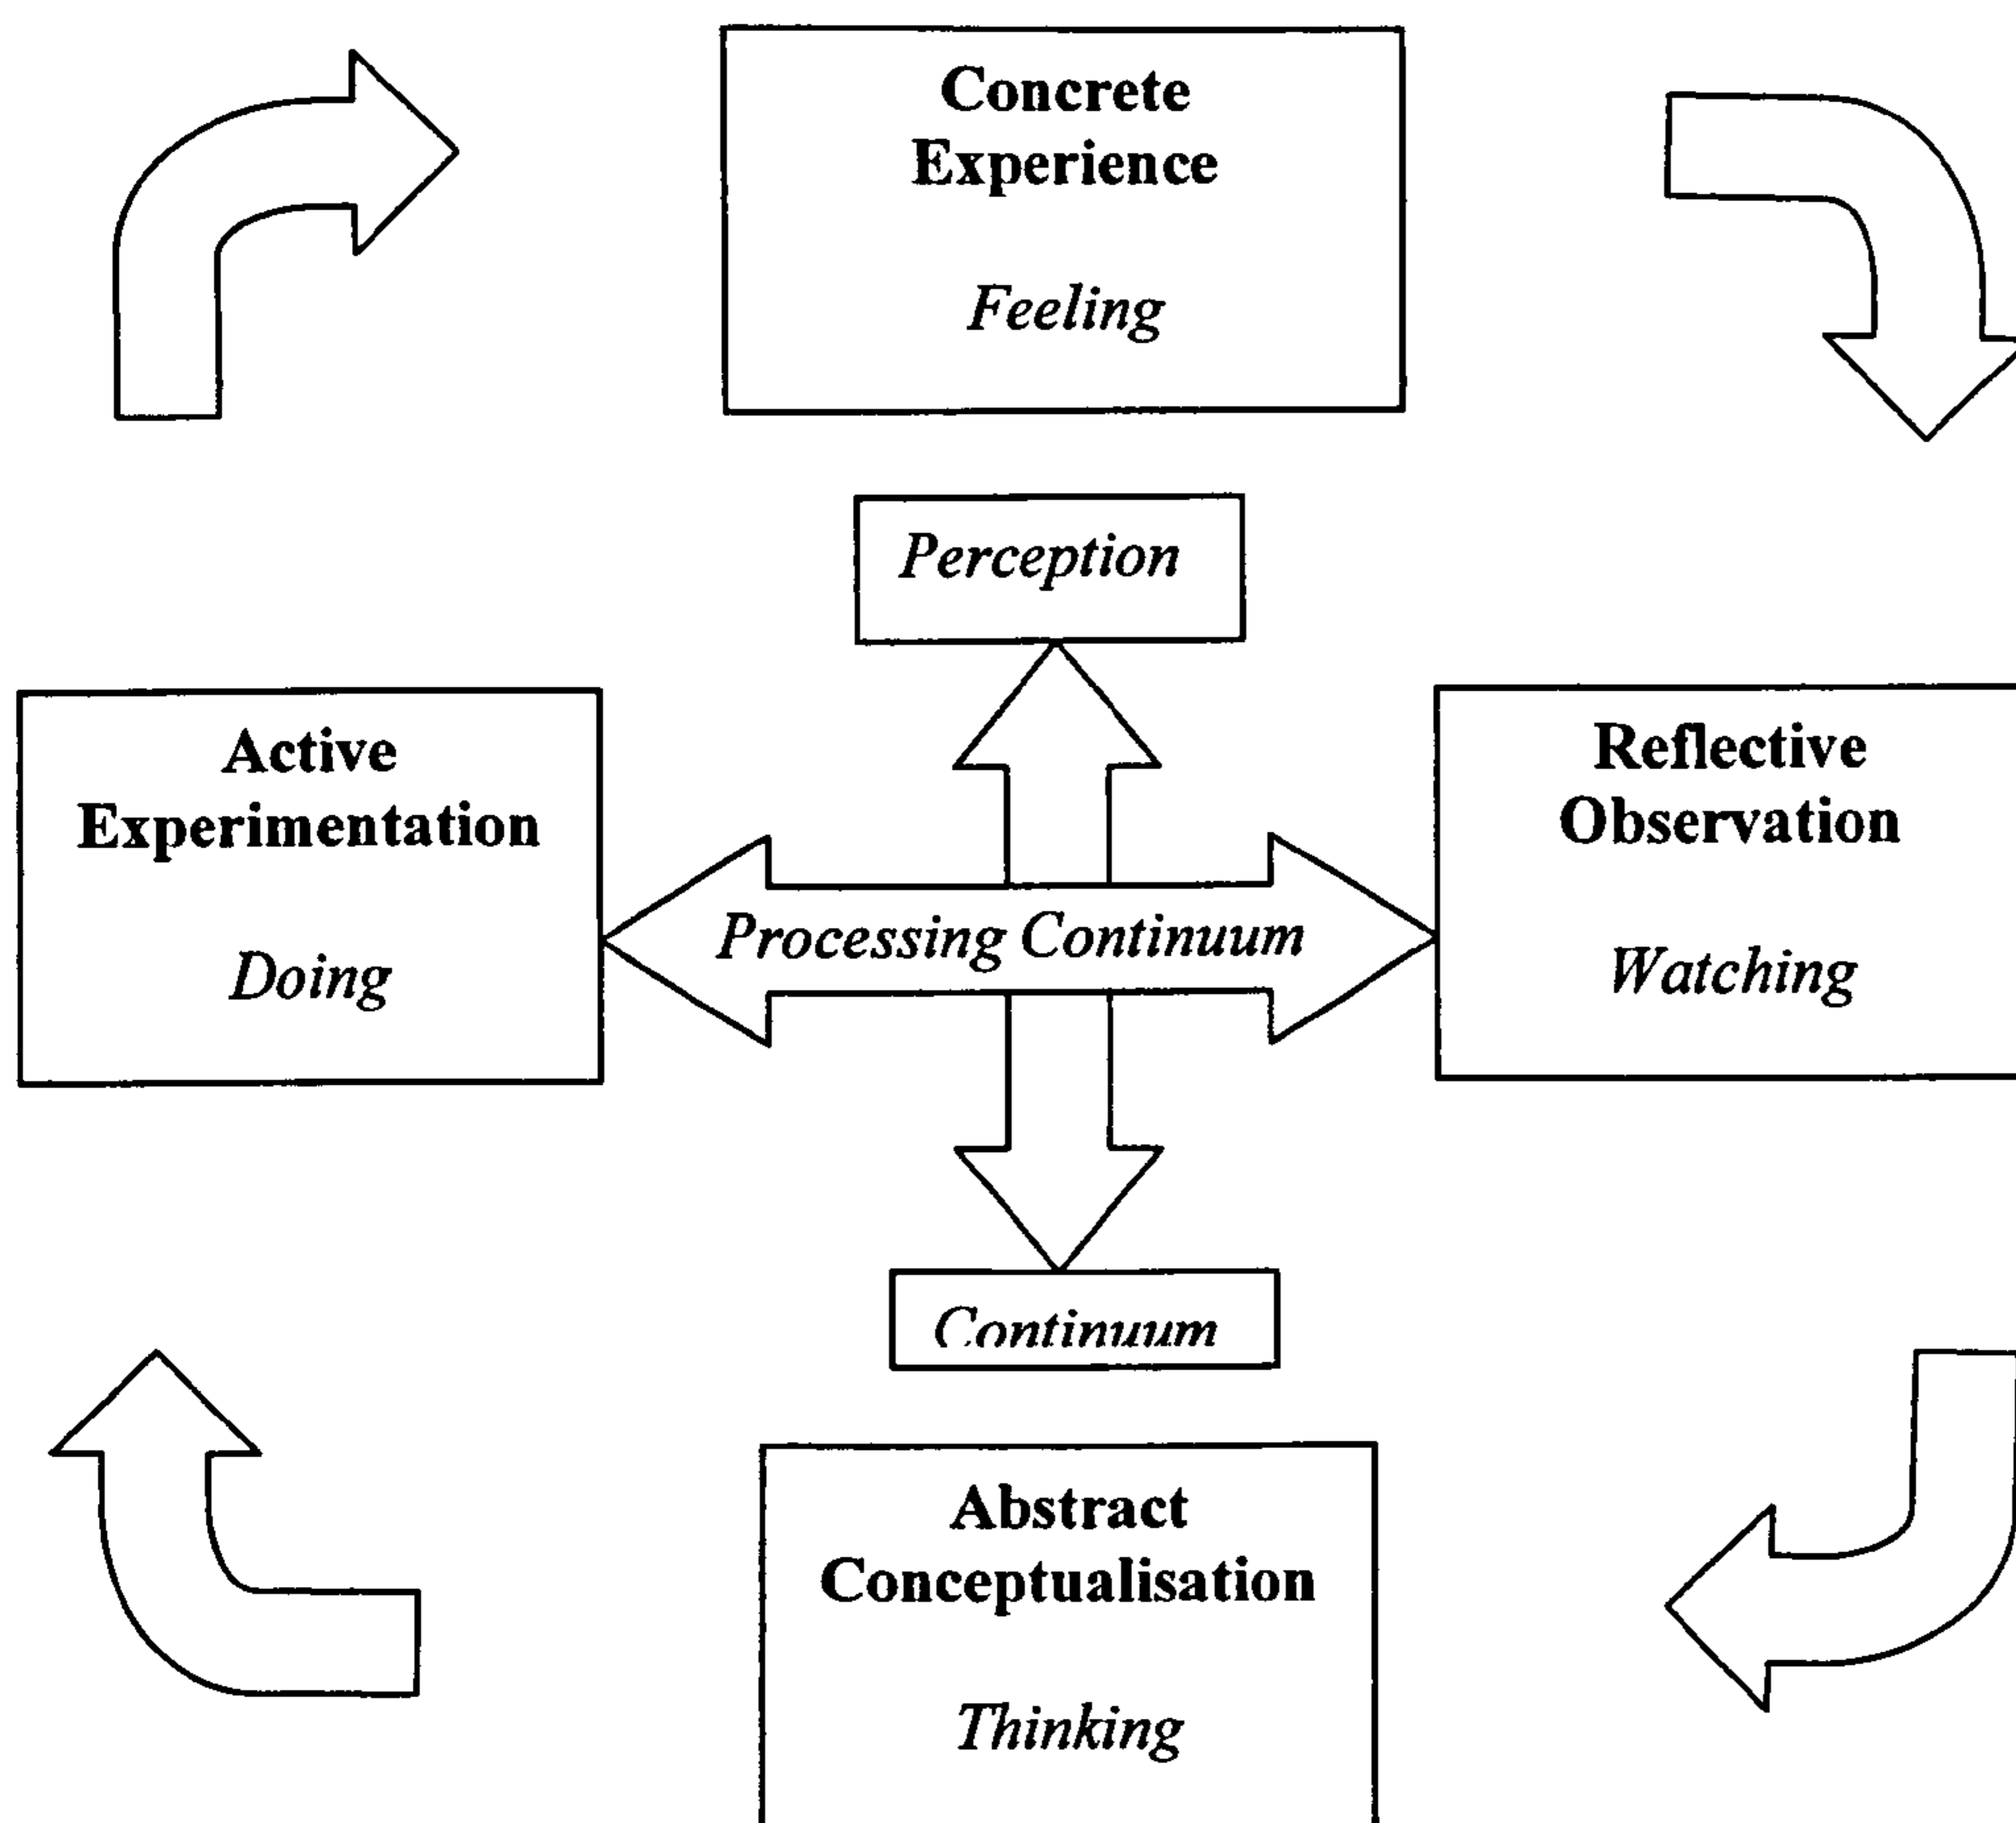 Concrete
Experience
Feeling
Perception
Active
Experimentation
Doing
Processing Continuum
Reflective
Observation
Watching
Continuum
Abstract
Conceptualisation
Thinking